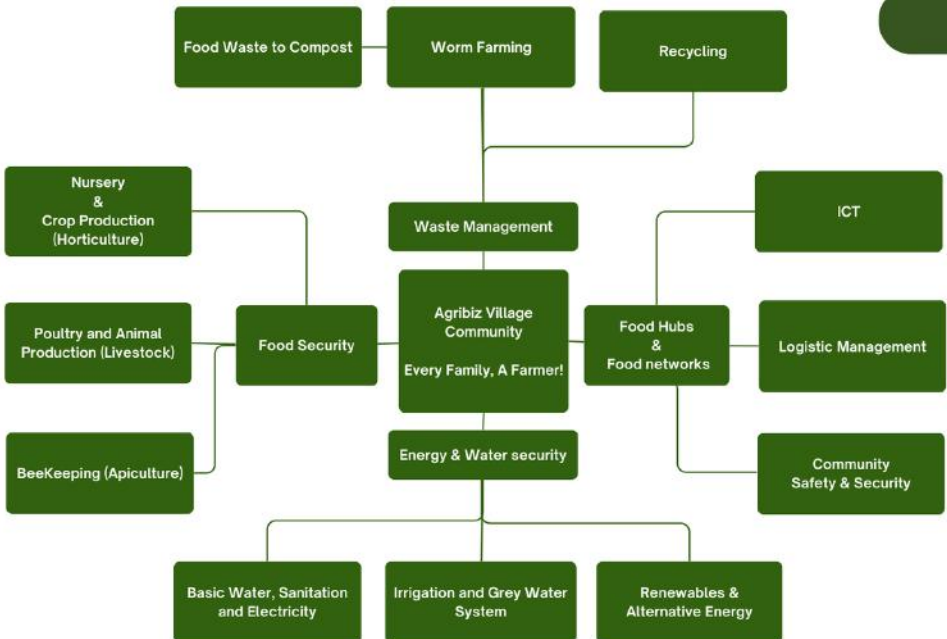 Food Waste to Compost
Worm Farming
Recycling
Nursery
&
Crop Production
(Horticulture)
Waste Management
ICT
Poultry and Animal
Production (Livestock)
Food Security
Agribiz Village
Community
Every Family, A Farmer!
Food Hubs
&
Food networks
Logistic Management
BeeKeeping (Apiculture)
Energy & Water security
Community
Safety & Security
Basic Water, Sanitation
and Electricity
Irrigation and Grey Water
System
Renewables &
Alternative Energy